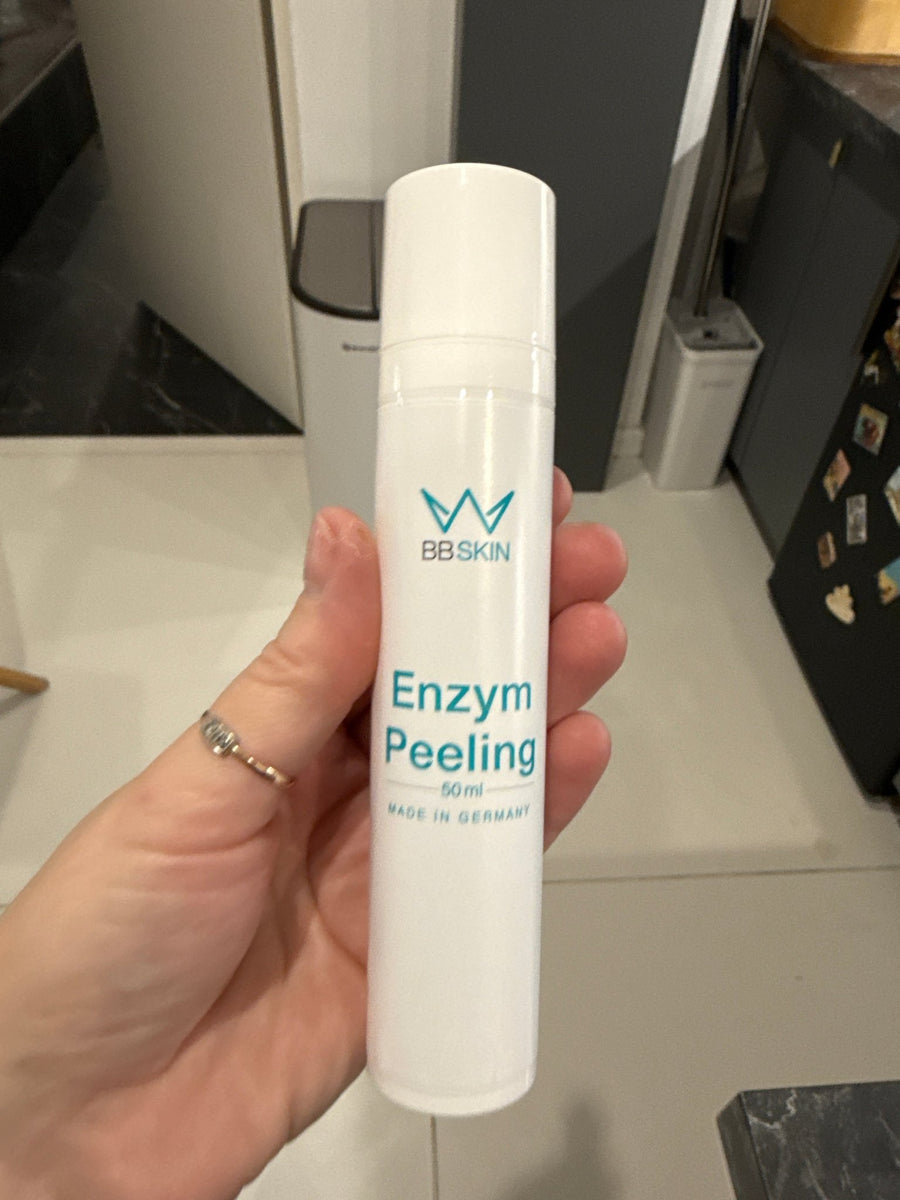 BB SKIN
Enzym
Peeling
50 ml
MADE IN GERMANY